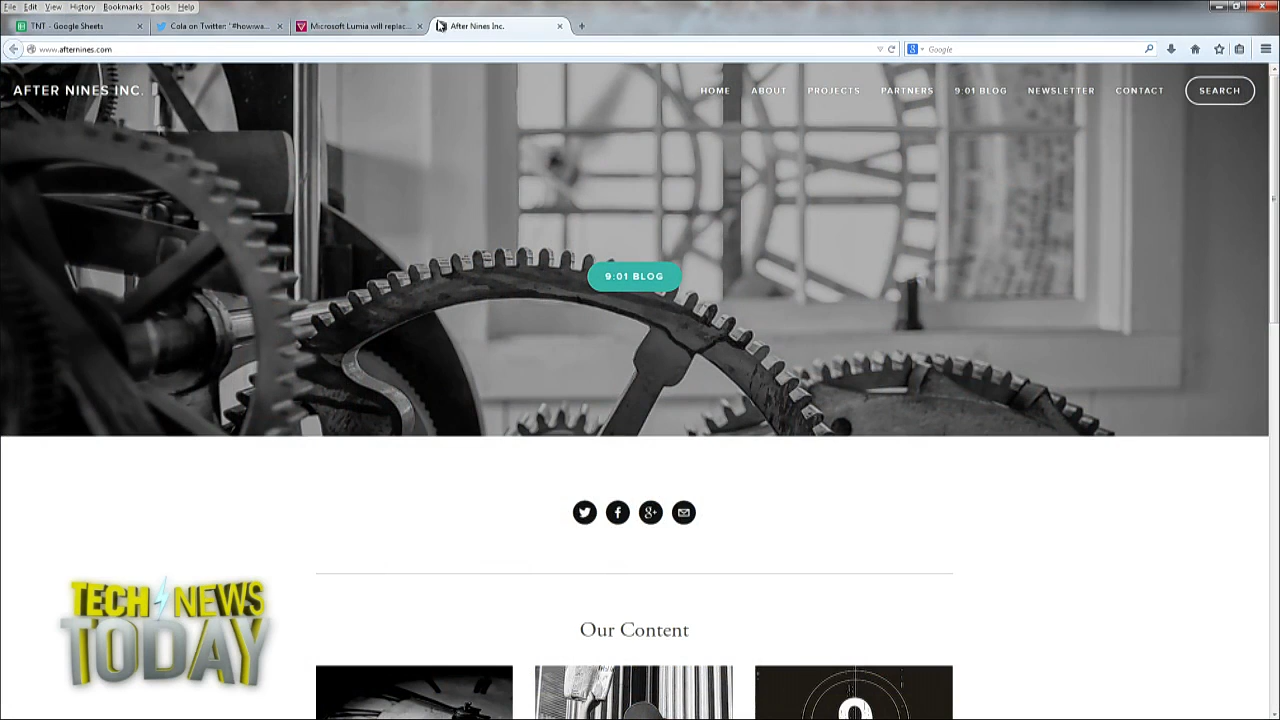 File Edit View History Bookmarks Tools Help
TNT - Google Sheets
Cola on Twitter: "#howiwa...
Microsoft Lumia will replac...
After Nines Inc.
www.afternines.com
Google
AFTER NINES INC.
HOME ABOUT PROJECTS PARTNERS 9:01 BLOG NEWSLETTER CONTACT SEARCH
9:01 BLOG
TECH NEWS
TODAY
Our Content
9